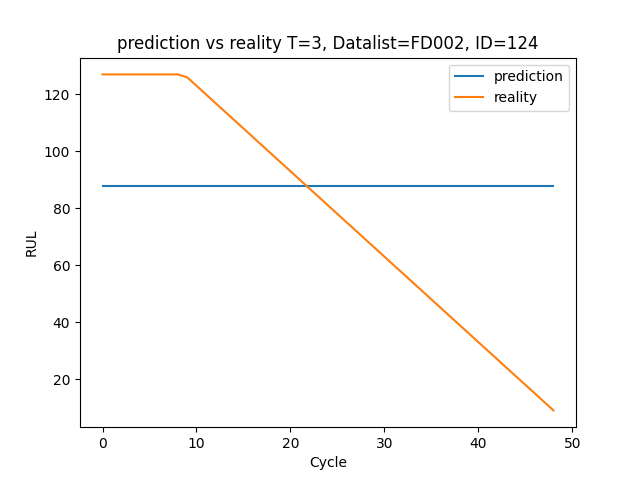 prediction vs reality T=3, Datalist=FD002, ID=124
prediction
reality
RUL
120
100
80
60
40
20
0 10 20 30 40 50
Cycle